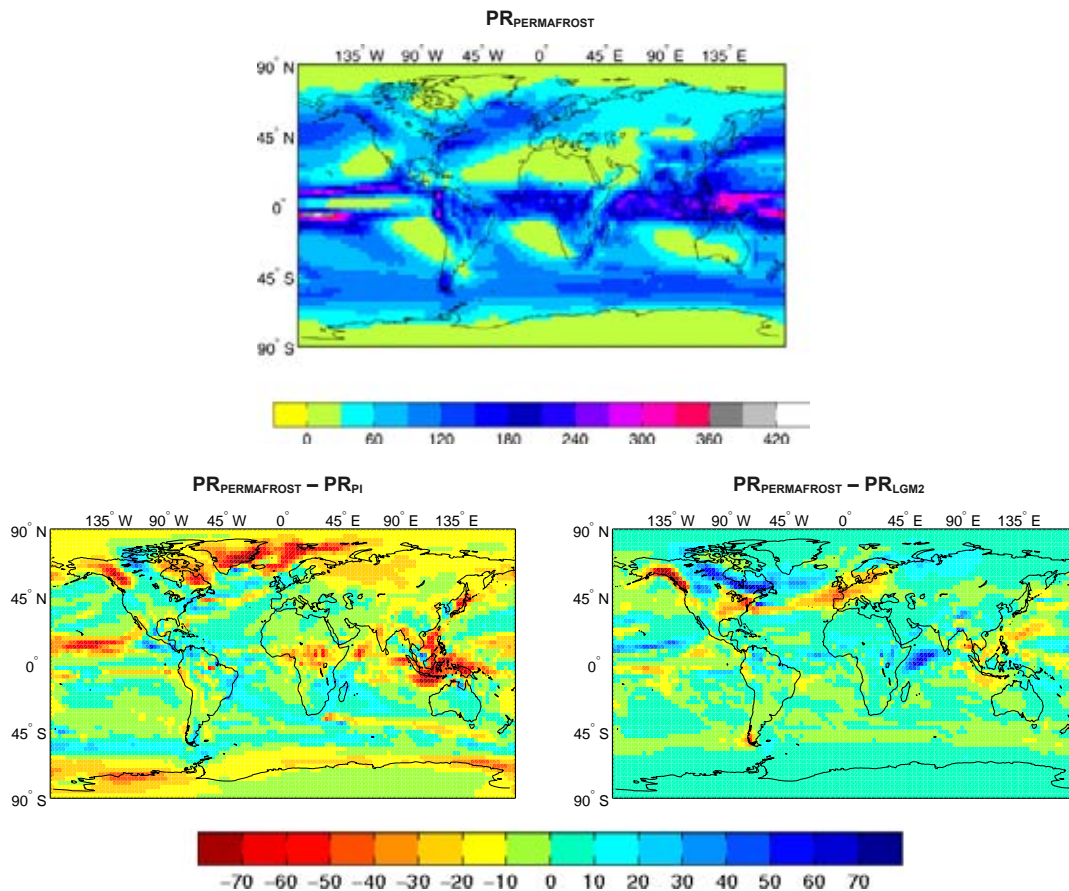 PRPERMAFROST
135° W 90° W 45° W 0° 45° E 90° E 135° E
90° N
45° N
0°
45° S
90° S
0 60 120 180 240 300 360 420
PRPERMAFROST – PRPI
135° W 90° W 45° W 0° 45 E 90° E 135° E
90° N
45° N
0°
45° S
90° S
PRPERMAFROST – PRLGM2
135° W 90° W 45° W 0° 45° E 90° E 135° E
90° N
45° N
0°
45° S
90° S
−70 −60 −50 −40 −30 −20 −10 0 10 20 30 40 50 60 70